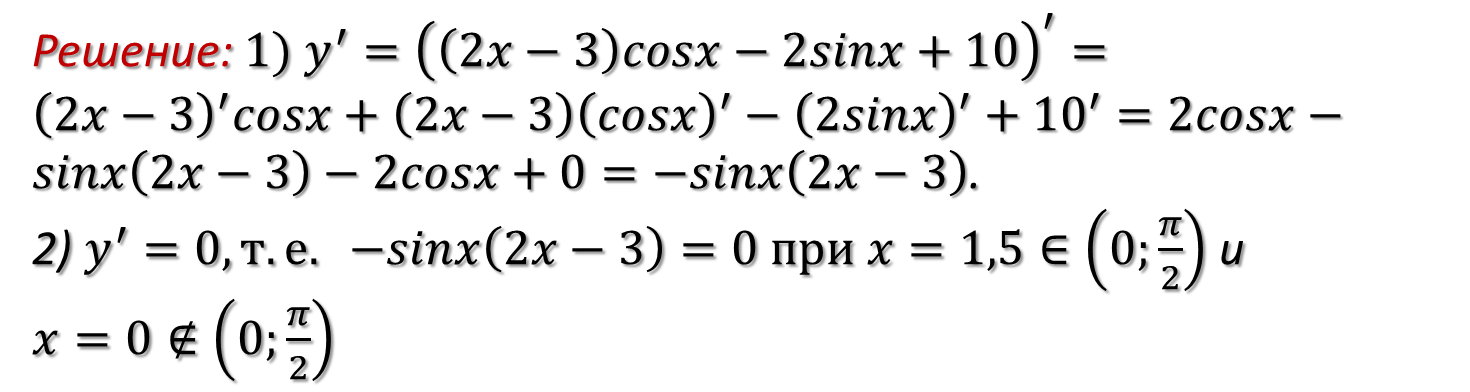 Решение: 1) y′ = ((2x − 3)cosx − 2sinx + 10)′ =
(2x − 3)′cosx + (2x − 3)(cosx)′ − (2sinx)′ + 10′ = 2cosx −
sinx(2x − 3) − 2cosx + 0 = −sinx(2x − 3).
2) y′ = 0, т. е. −sinx(2x − 3) = 0 при x = 1,5 ∈ (0; π/2) и
x = 0 ∉ (0; π/2)